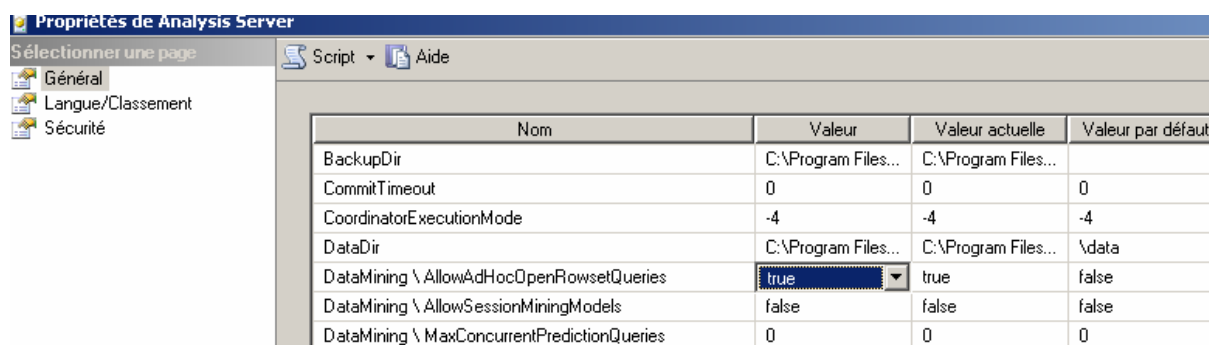 Propriétés de Analysis Server
Sélectionner une page
Général
Langue/Classement
Sécurité
Script Aide
Nom Valeur Valeur actuelle Valeur par défaut
BackupDir C:\Program Files... C:\Program Files...
CommitTimeout 0 0 0
CoordinatorExecutionMode -4 -4 -4
DataDir C:\Program Files... C:\Program Files... \data
DataMining \ AllowAdHocOpenRowsetQueries true true false
DataMining \ AllowSessionMiningModels false false false
DataMining \ MaxConcurrentPredictionQueries 0 0 0